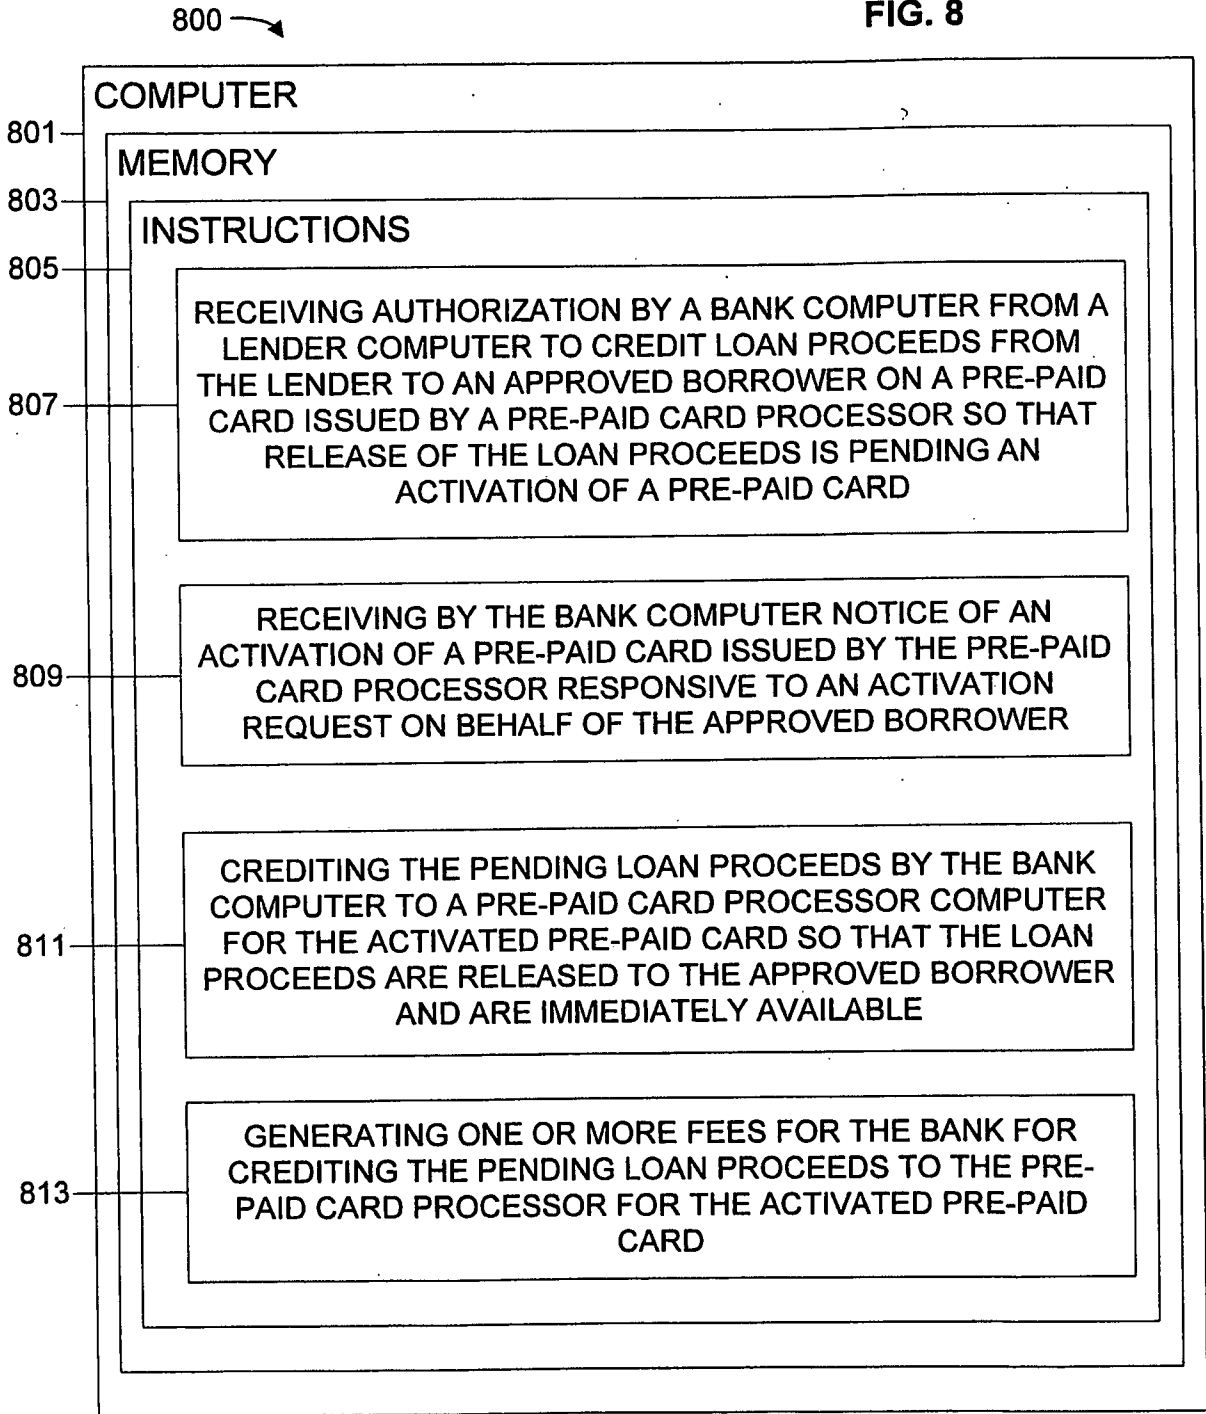 800
FIG. 8
COMPUTER
801
MEMORY
803
INSTRUCTIONS
805
RECEIVING AUTHORIZATION BY A BANK COMPUTER FROM A
LENDER COMPUTER TO CREDIT LOAN PROCEEDS FROM
THE LENDER TO AN APPROVED BORROWER ON A PRE-PAID
807
CARD ISSUED BY A PRE-PAID CARD PROCESSOR SO THAT
RELEASE OF THE LOAN PROCEEDS IS PENDING AN
ACTIVATION OF A PRE-PAID CARD
RECEIVING BY THE BANK COMPUTER NOTICE OF AN
ACTIVATION OF A PRE-PAID CARD ISSUED BY THE PRE-PAID
809
CARD PROCESSOR RESPONSIVE TO AN ACTIVATION
REQUEST ON BEHALF OF THE APPROVED BORROWER
CREDITING THE PENDING LOAN PROCEEDS BY THE BANK
COMPUTER TO A PRE-PAID CARD PROCESSOR COMPUTER
811
FOR THE ACTIVATED PRE-PAID CARD SO THAT THE LOAN
PROCEEDS ARE RELEASED TO THE APPROVED BORROWER
AND ARE IMMEDIATELY AVAILABLE
GENERATING ONE OR MORE FEES FOR THE BANK FOR
CREDITING THE PENDING LOAN PROCEEDS TO THE PRE-
813
PAID CARD PROCESSOR FOR THE ACTIVATED PRE-PAID
CARD